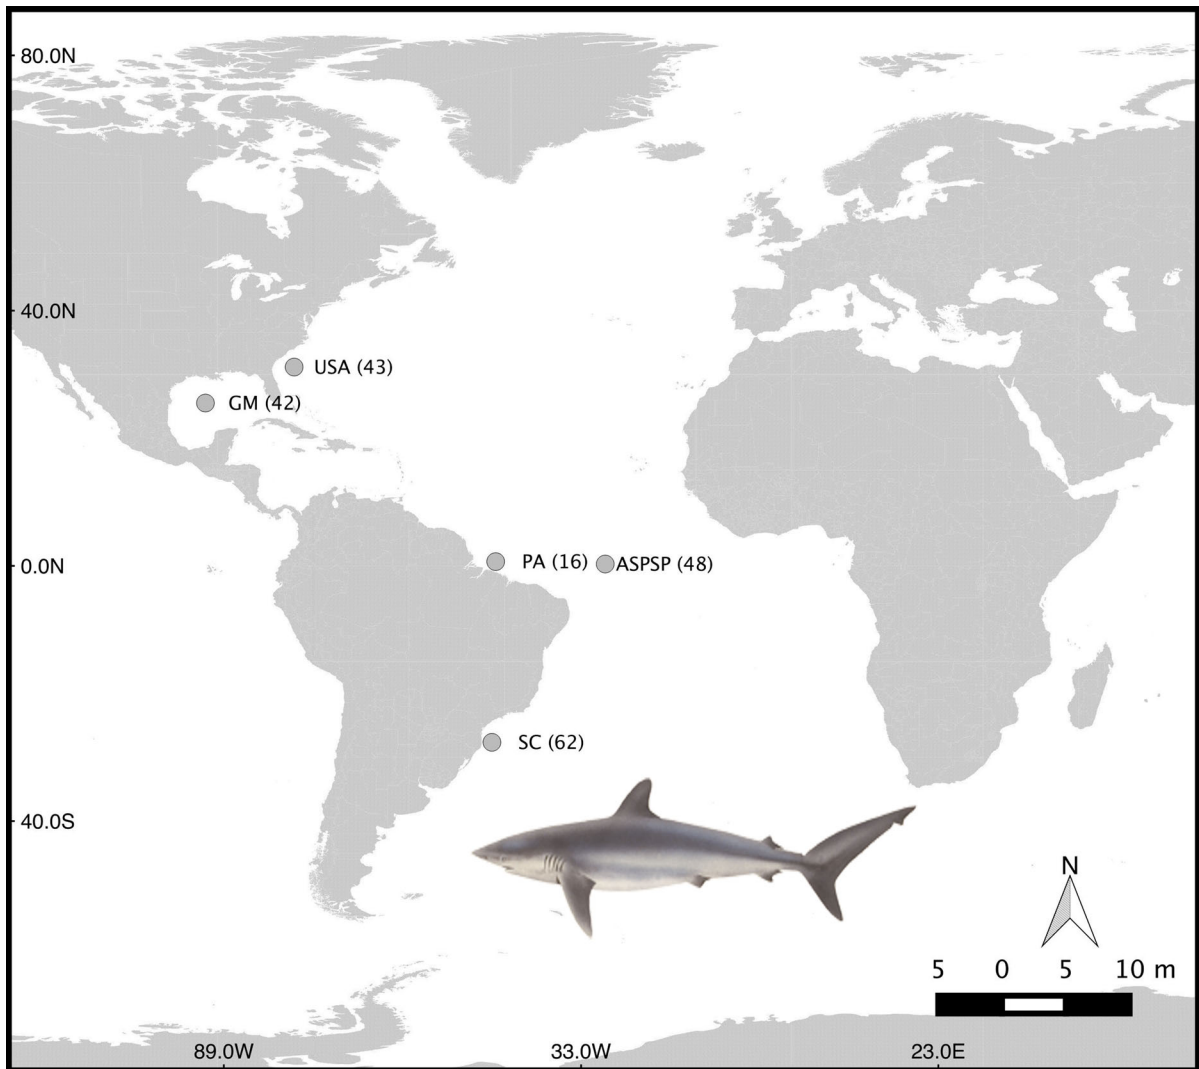 80.0N
40.0N
USA (43)
GM (42)
0.0N
PA (16)
ASPSP (48)
SC (62)
40.0S
N
5 0 5 10 m
89.0W 33.0W 23.0E